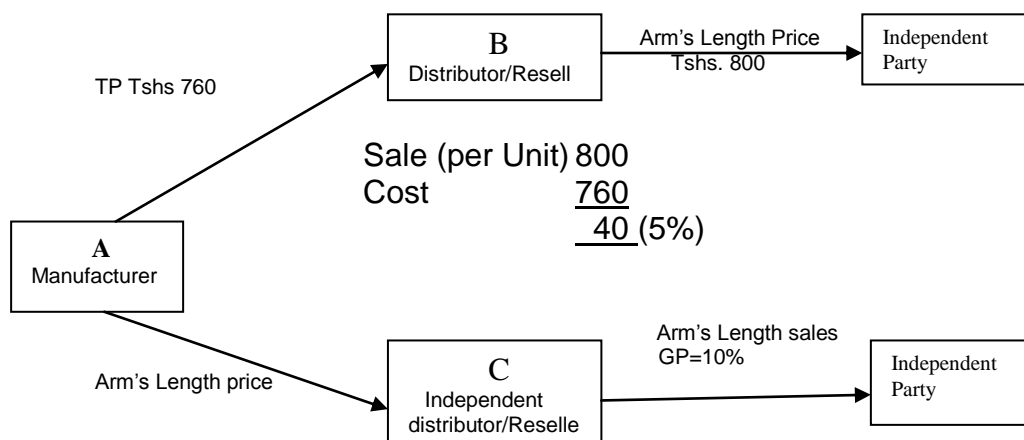 B
Distributor/Resell
Arm's Length Price
Tshs. 800
Independent
Party
TP Tshs 760
Sale (per Unit) 800
Cost 760
40 (5%)
A
Manufacturer
Arm's Length price
C
Independent
distributor/Reselle
Arm's Length sales
GP=10%
Independent
Party